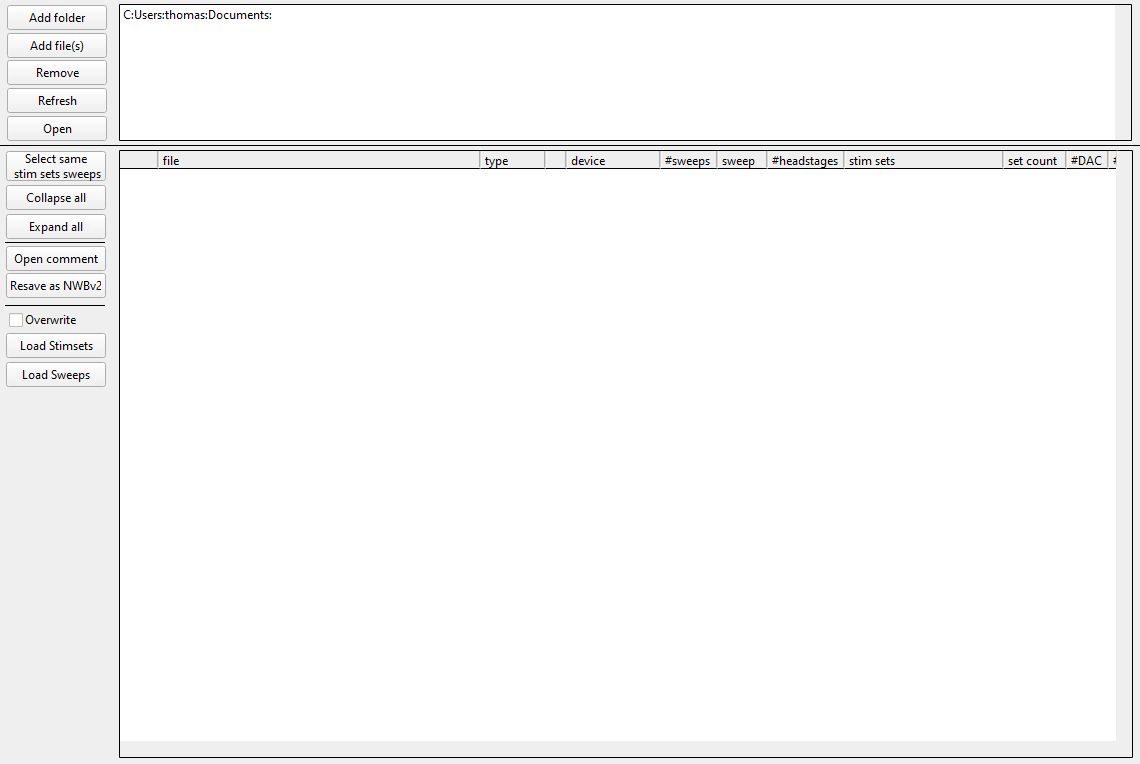 Add folder
C:Users:thomas:Documents:
Add file(s)
Remove
Refresh
Open
Select same
stim sets sweeps
file type device #sweeps sweep #headstages stim sets set count #DAC #
Collapse all
Expand all
Open comment
Resave as NWBv2
Overwrite
Load Stimsets
Load Sweeps